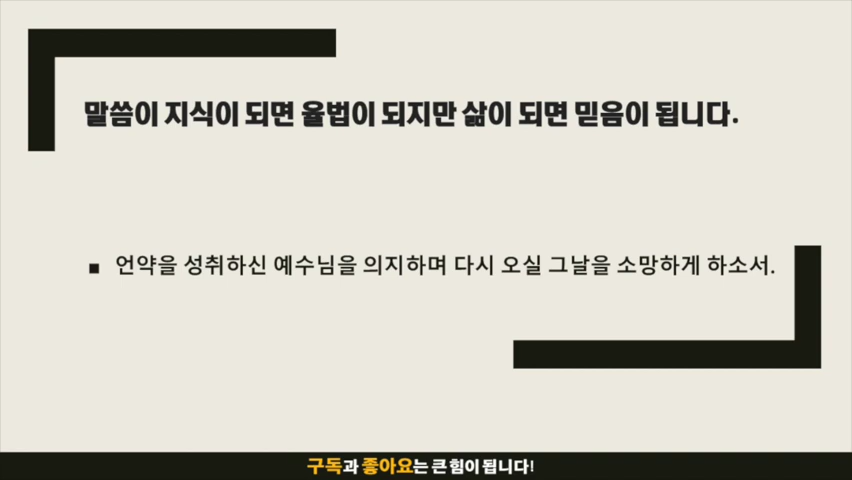 말씀이 지식이 되면 율법이 되지만 삶이 되면 믿음이 됩니다.
언약을 성취하신 예수님을 의지하며 다시 오실 그날을 소망하게 하소서.
구독과 좋아요는 큰 힘이 됩니다!